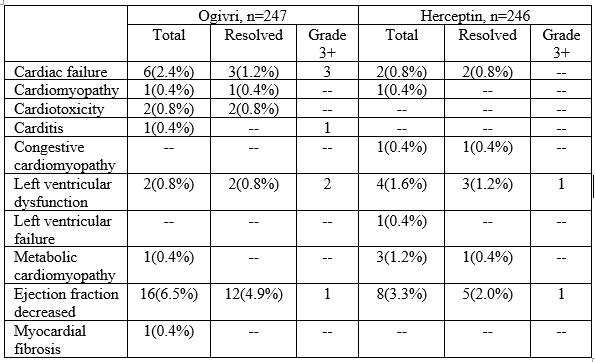 Ogivri, n=247 Herceptin, n=246
Total Resolved Grade 3+ Total Resolved Grade 3+
Cardiac failure 6(2.4%) 3(1.2%) 3 2(0.8%) 2(0.8%) --
Cardiomyopathy 1(0.4%) 1(0.4%) -- 1(0.4%) -- --
Cardiotoxicity 2(0.8%) 2(0.8%) -- -- -- --
Carditis 1(0.4%) -- 1 -- -- --
Congestive -- -- -- 1(0.4%) 1(0.4%) --
cardiomyopathy
Left ventricular 2(0.8%) 2(0.8%) 2 4(1.6%) 3(1.2%) 1
dysfunction
Left ventricular -- -- -- 1(0.4%) -- --
failure
Metabolic 1(0.4%) -- -- 3(1.2%) 1(0.4%) --
cardiomyopathy
Ejection fraction 16(6.5%) 12(4.9%) 1 8(3.3%) 5(2.0%) 1
decreased
Myocardial 1(0.4%) -- -- -- -- --
fibrosis